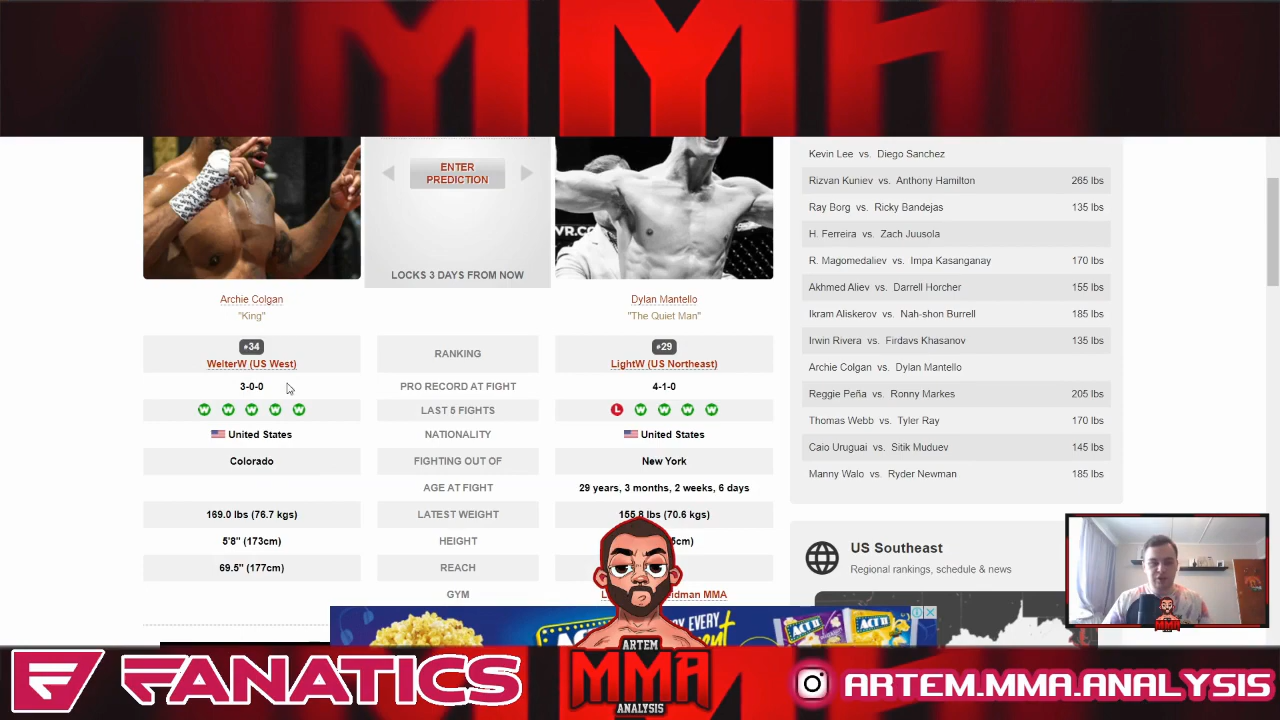 MMA
Kevin Lee vs. Diego Sanchez
ENTER
PREDICTION
Rizvan Kuniev vs. Anthony Hamilton 265 lbs
Ray Borg vs. Ricky Bandejas 135 lbs
H. Ferreira vs. Zach Juusola
R. Magomedaliev vs. Impa Kasanganay 170 lbs
LOCKS 3 DAYS FROM NOW
Akhmed Aliev vs. Darrell Horcher 155 lbs
Archie Colgan
Dylan Mantello
"King"
"The Quiet Man"
Ikram Aliskerov vs. Nah-shon Burrell 185 lbs
Irwin Rivera vs. Firdavs Khasanov 135 lbs
#34
RANKING
#29
WelterW (US West)
LightW (US Northeast)
Archie Colgan vs. Dylan Mantello
3-0-0
PRO RECORD AT FIGHT
4-1-0
Reggie Peña vs. Ronny Markes 205 lbs
W W W W W
LAST 5 FIGHTS
L W W W W
Thomas Webb vs. Tyler Ray 170 lbs
United States
NATIONALITY
United States
Caio Uruguai vs. Sitik Muduev 145 lbs
Colorado
FIGHTING OUT OF
New York
Manny Walo vs. Ryder Newman 185 lbs
AGE AT FIGHT
29 years, 3 months, 2 weeks, 6 days
169.0 lbs (76.7 kgs)
LATEST WEIGHT
155.8 lbs (70.6 kgs)
5'8" (173cm)
HEIGHT
5cm)
US Southeast
Regional rankings, schedule & news
69.5" (177cm)
REACH
GYM
idman MMA
ACT II
ARTEM
MMA
ANALYSIS
FANATICS
ARTEM.MMA.ANALYSIS